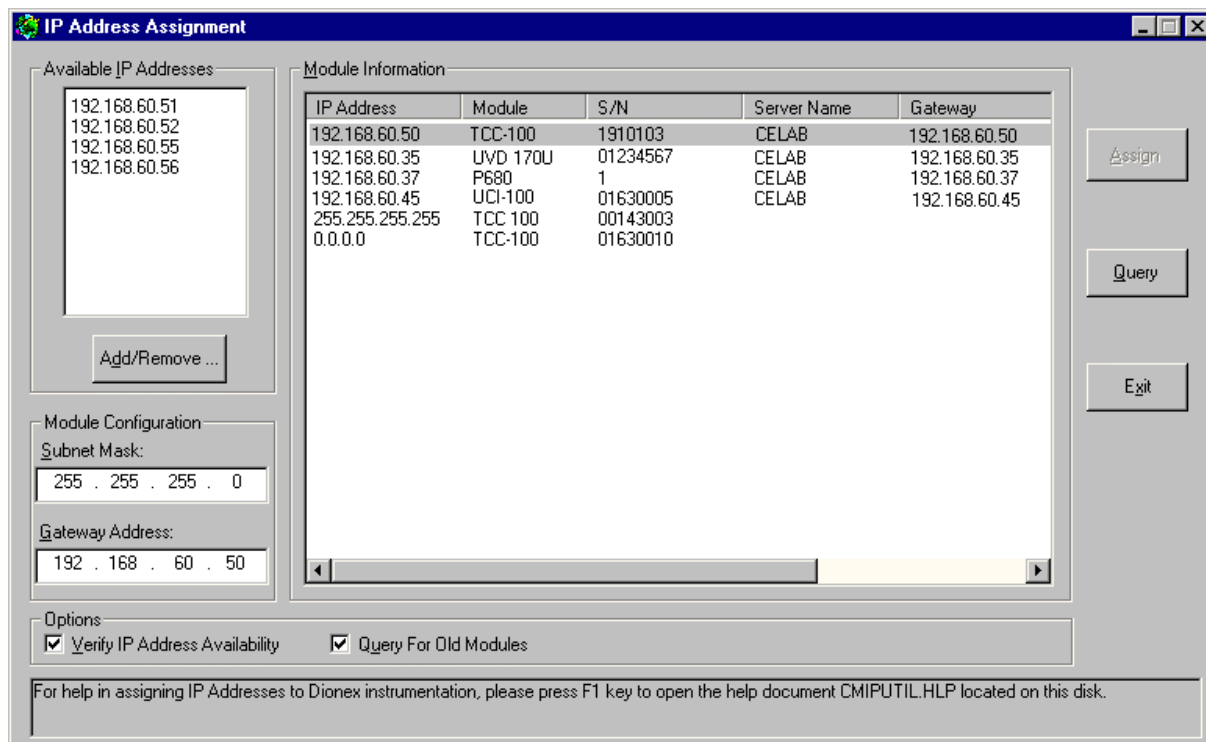 IP Address Assignment
Available IP Addresses
192.168.60.51
192.168.60.52
192.168.60.55
192.168.60.56
Add/Remove ...
Module Configuration
Subnet Mask:
255 . 255 . 255 . 0
Gateway Address:
192 . 168 . 60 . 50
Module Information
IP Address Module S/N Server Name Gateway
192.168.60.50 TCC-100 1910103 CELAB 192.168.60.50
192.168.60.35 UVD 170U 01234567 CELAB 192.168.60.35
192.168.60.37 P680 1 CELAB 192.168.60.37
192.168.60.45 UCI-100 01630005 CELAB 192.168.60.45
255.255.255.255 TCC 100 00143003
0.0.0.0 TCC-100 01630010
Assign
Query
Exit
Options
Verify IP Address Availability Query For Old Modules
For help in assigning IP Addresses to Dionex instrumentation, please press F1 key to open the help document CMIPUTIL.HLP located on this disk.